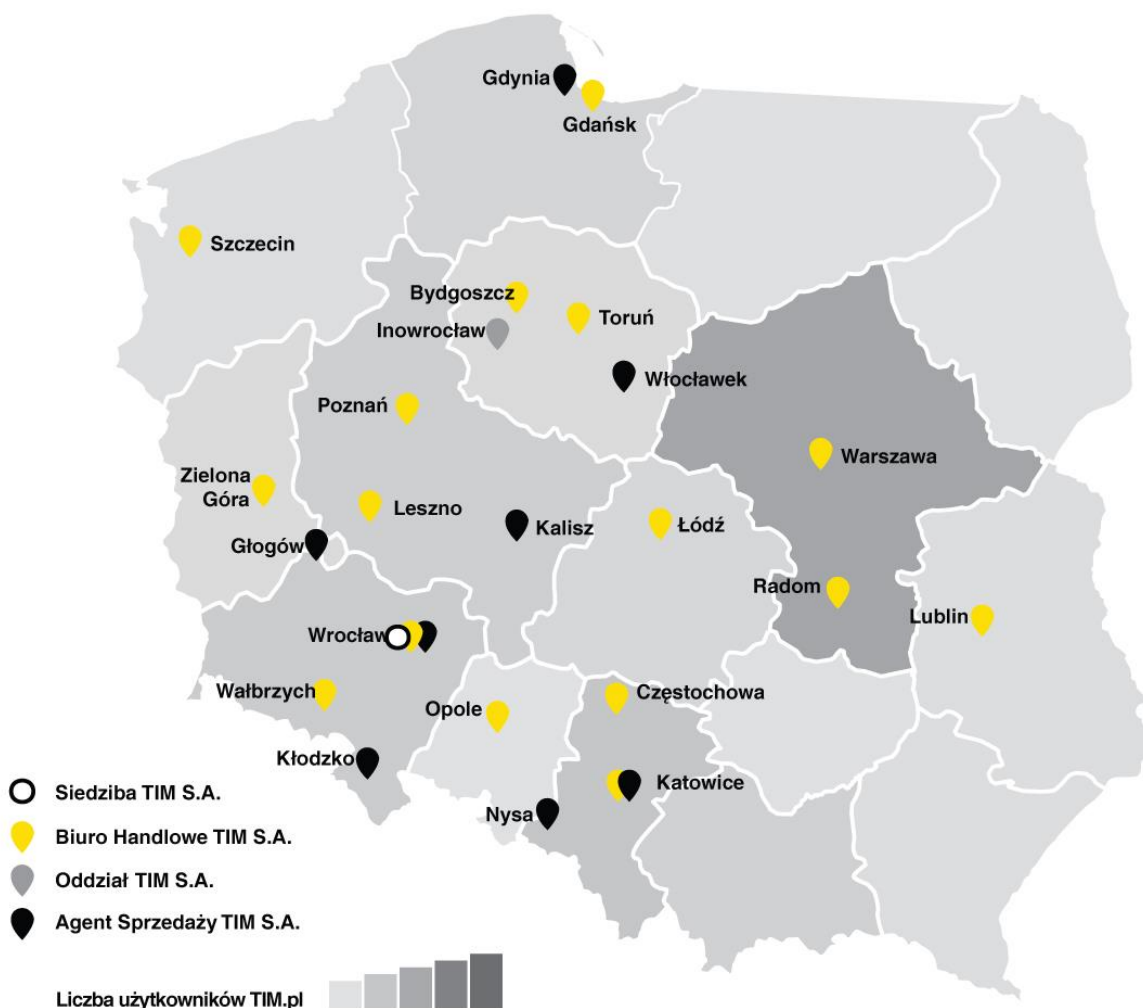 Gdynia
Gdańsk
Szczecin
Bydgoszcz
Toruń
Inowrocław
Włocławek
Poznań
Warszawa
Zielona
Góra
Leszno
Kalisz
Łódź
Głogów
Radom
Lublin
Wrocław
Wałbrzych
Częstochowa
Opole
Kłodzko
Katowice
Nysa
Siedziba TIM S.A.
Biuro Handlowe TIM S.A.
Oddział TIM S.A.
Agent Sprzedaży TIM S.A.
Liczba użytkowników TIM.pl